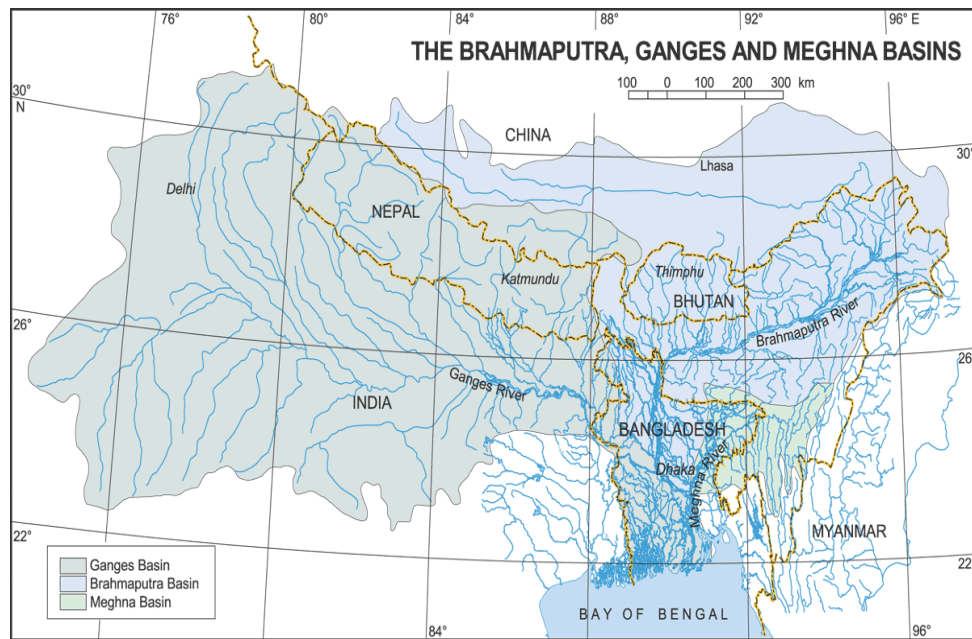 76°
80°
84°
88°
92°
96° E
THE BRAHMAPUTRA, GANGES AND MEGHNA BASINS
100 0 100 200 300 km
30°
N
CHINA
Lhasa
30°
Delhi
NEPAL
Katmundu
Thimphu
BHUTAN
Brahmaputra River
26°
26°
Ganges River
INDIA
BANGLADESH
Dhaka
Meghna River
MYANMAR
22°
22°
Ganges Basin
Brahmaputra Basin
Meghna Basin
BAY OF BENGAL
76°
84°
96°